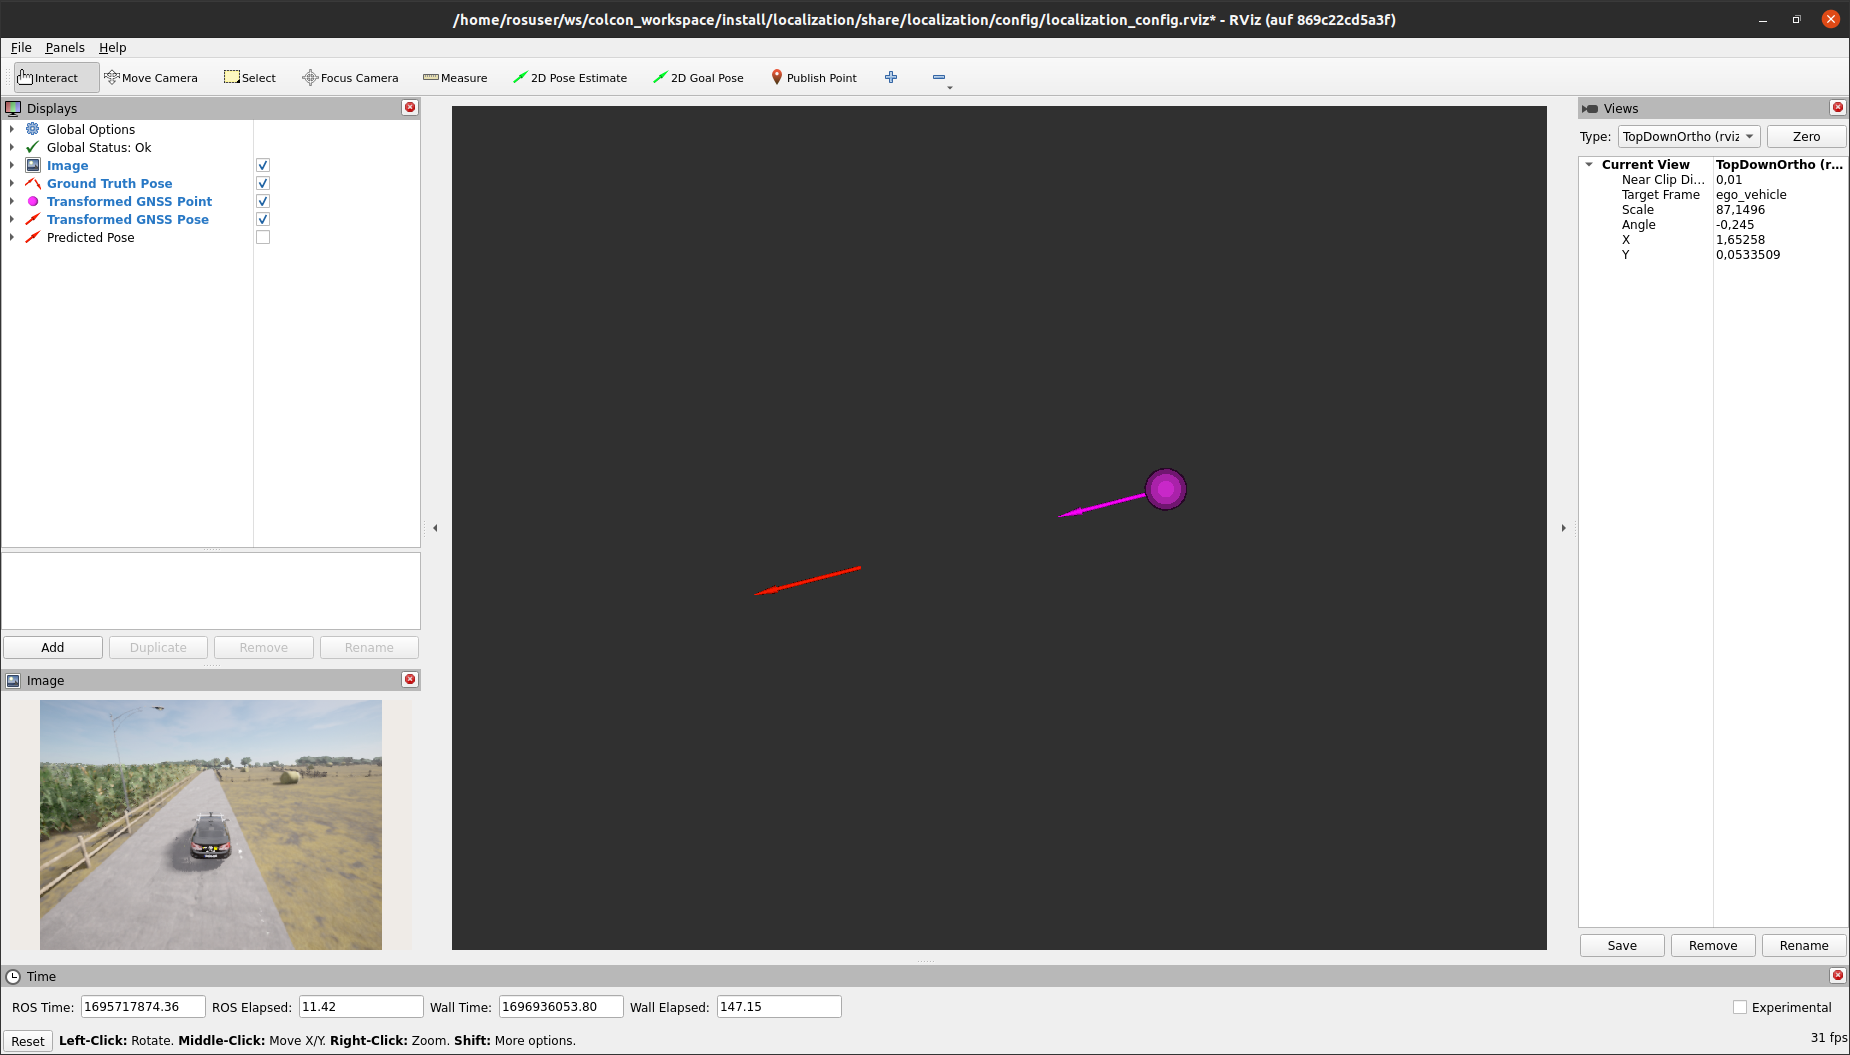 /home/rosuser/ws/colcon_workspace/install/localization/share/localization/config/localization_config.rviz* - RViz (auf 869c22cd5a3f)
File Panels Help
Interact Move Camera Select Focus Camera Measure 2D Pose Estimate 2D Goal Pose Publish Point
Displays
Global Options
Global Status: Ok
Image
Ground Truth Pose
Transformed GNSS Point
Transformed GNSS Pose
Predicted Pose
Add Duplicate Remove Rename
Image
Views
Type: TopDownOrtho (rviz Zero
Current View TopDownOrtho (r...
Near Clip Di... 0,01
Target Frame ego_vehicle
Scale 87,1496
Angle -0,245
X 1,65258
Y 0,0533509
Save Remove Rename
Time
ROS Time: 1695717874.36 ROS Elapsed: 11.42 Wall Time: 1696936053.80 Wall Elapsed: 147.15 Experimental
Reset Left-Click: Rotate. Middle-Click: Move X/Y. Right-Click: Zoom. Shift: More options. 31 fps